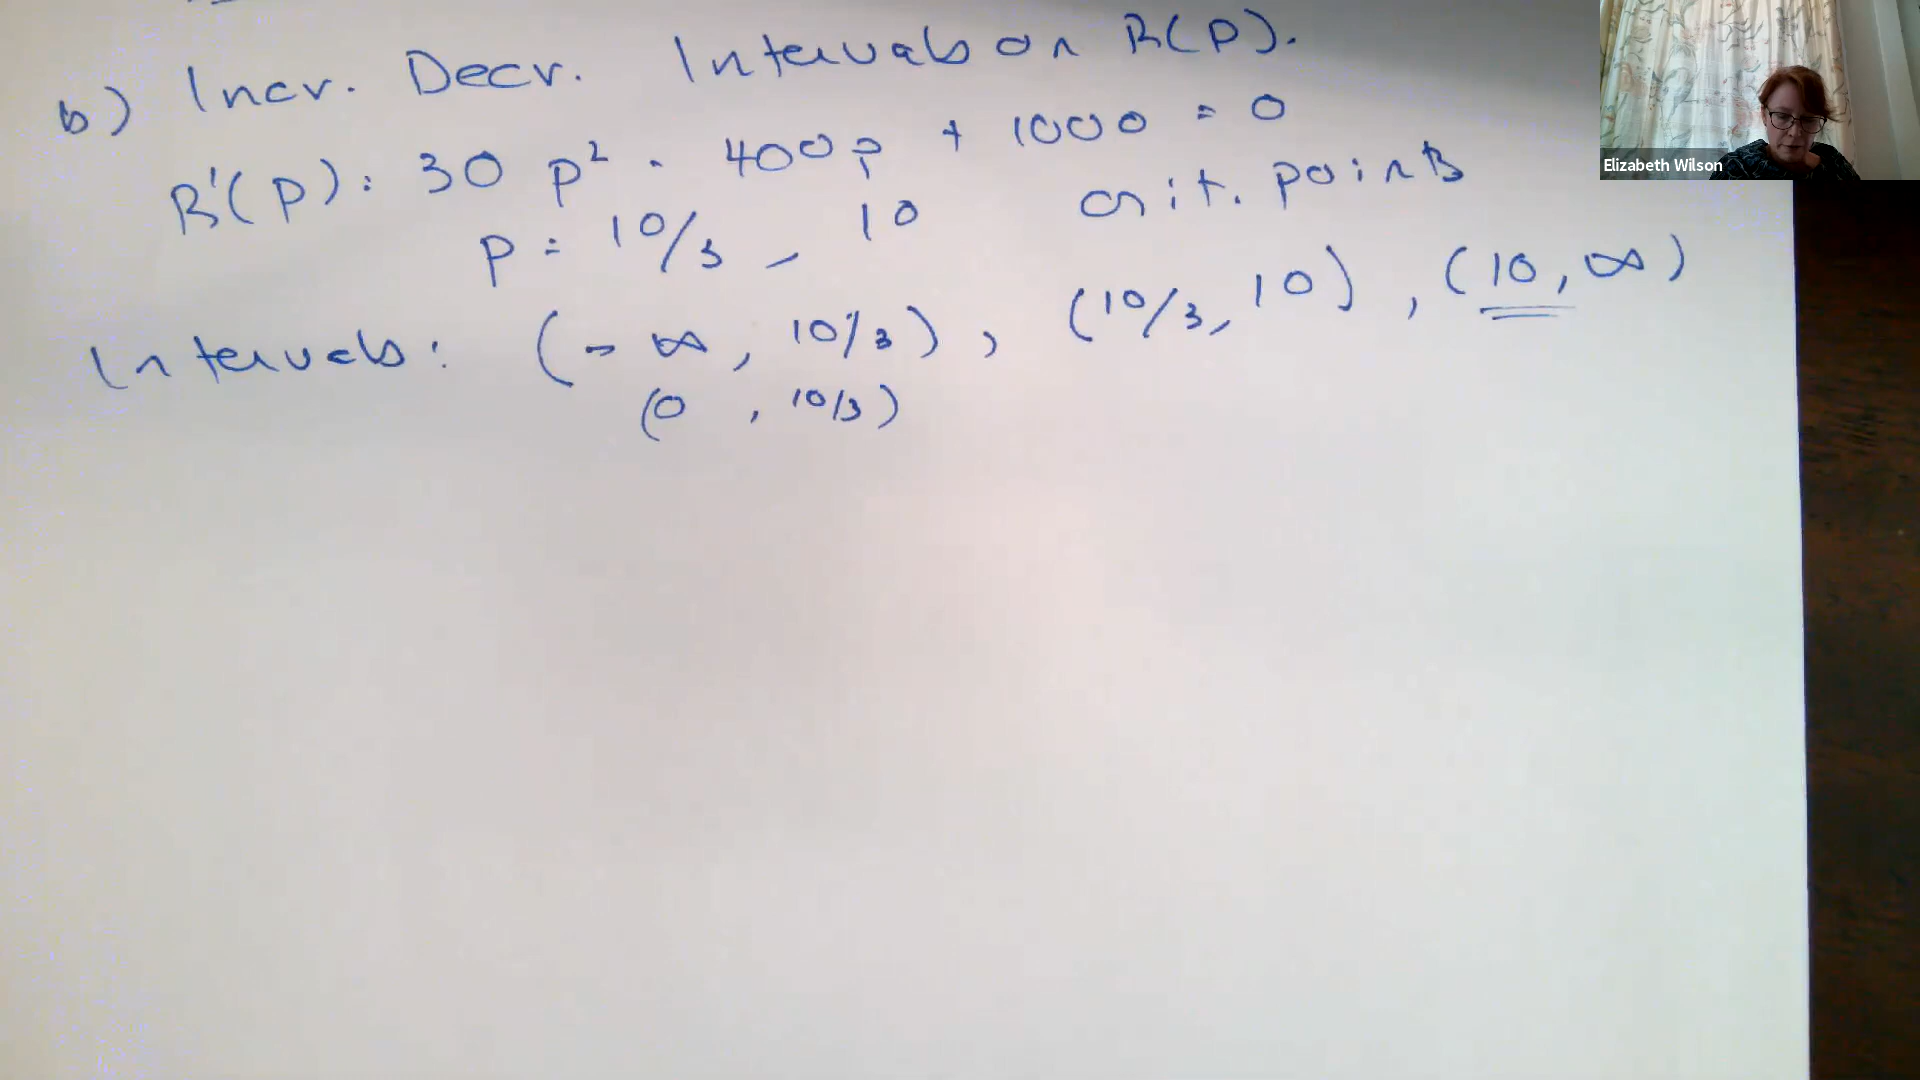 b) Incr. Decr. Intervals on R(p).
R'(p): 30 p² - 400p + 1000 = 0
p = 10/3, 10 crit. points
Intervals: (-∞, 10/3), (10/3, 10), (10, ∞)
(0, 10/3)
Elizabeth Wilson